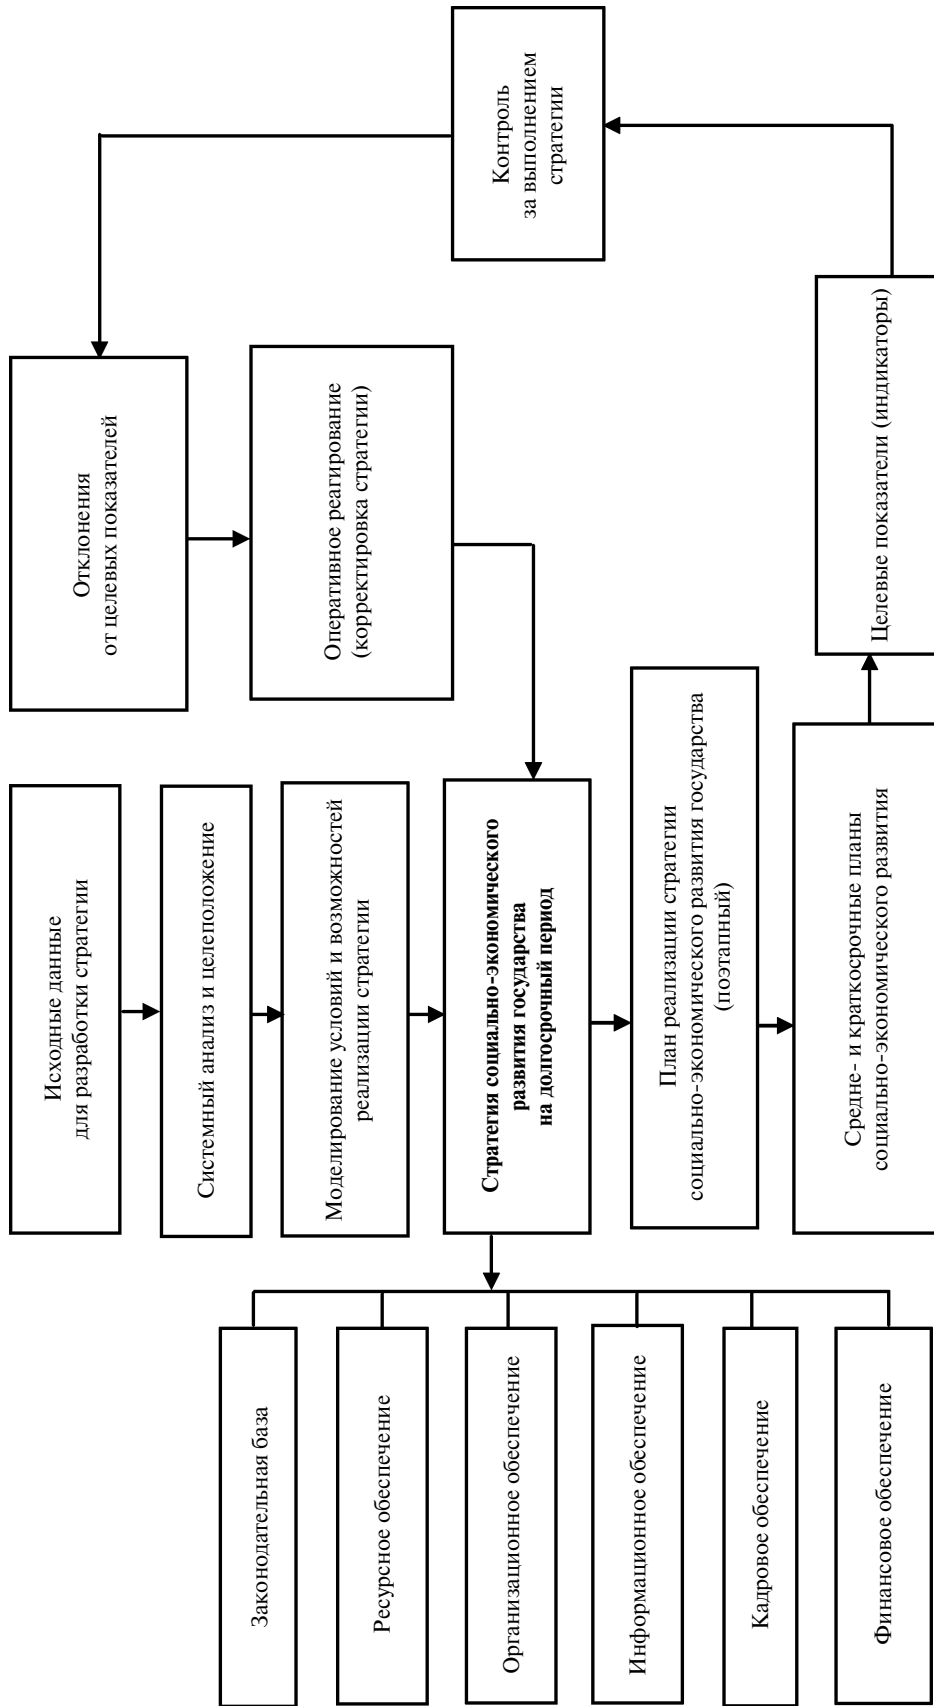 Исходные данные
для разработки стратегии
Системный анализ и целеположение
Моделирование условий и возможностей
реализации стратегии
Стратегия социально-экономического
развития государства
на долгосрочный период
План реализации стратегии
социально-экономического развития государства
(поэтапный)
Средне- и краткосрочные планы
социально-экономического развития
Законодательная база
Ресурсное обеспечение
Организационное обеспечение
Информационное обеспечение
Кадровое обеспечение
Финансовое обеспечение
Отклонения
от целевых показателей
Оперативное реагирование
(корректировка стратегии)
Целевые показатели (индикаторы)
Контроль
за выполнением
стратегии